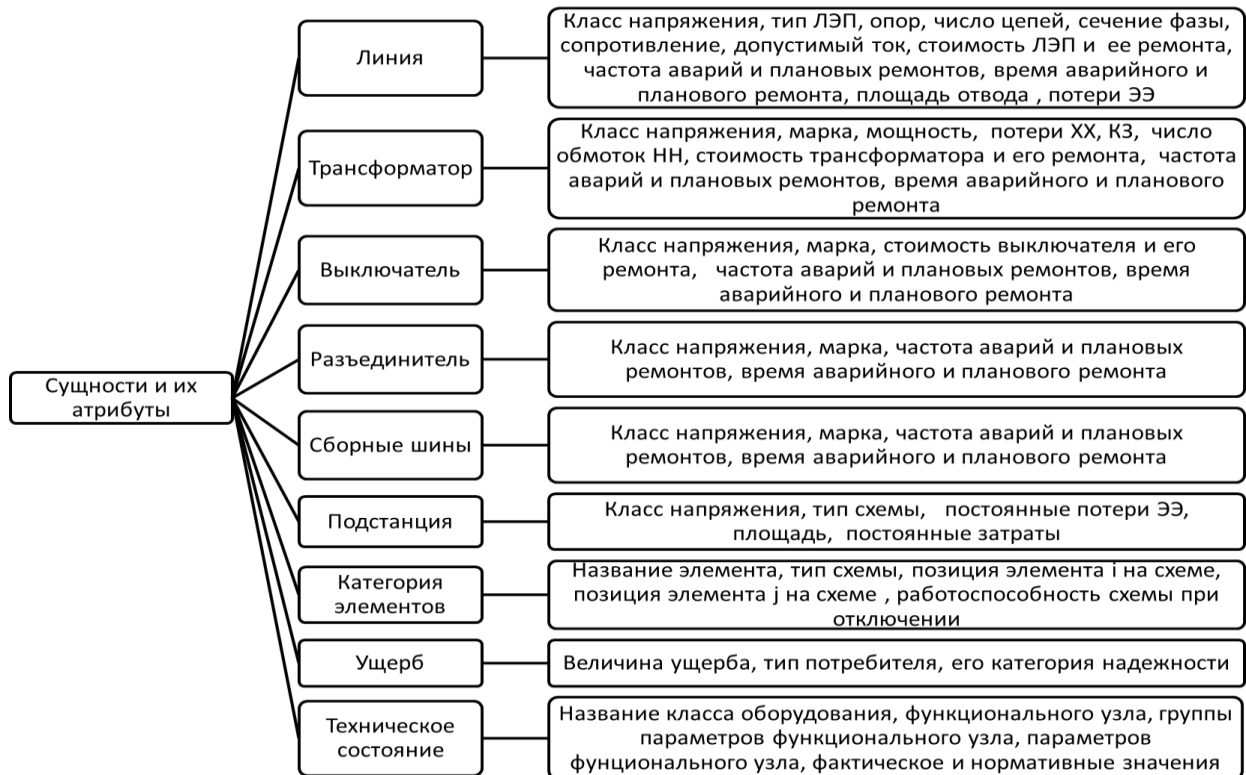 Сущности и их
атрибуты
Линия
Класс напряжения, тип ЛЭП, опор, число цепей, сечение фазы,
сопротивление, допустимый ток, стоимость ЛЭП и ее ремонта,
частота аварий и плановых ремонтов, время аварийного и
планового ремонта, площадь отвода , потери ЭЭ
Трансформатор
Класс напряжения, марка, мощность, потери ХХ, КЗ, число
обмоток НН, стоимость трансформатора и его ремонта, частота
аварий и плановых ремонтов, время аварийного и планового
ремонта
Выключатель
Класс напряжения, марка, стоимость выключателя и его
ремонта, частота аварий и плановых ремонтов, время
аварийного и планового ремонта
Разъединитель
Класс напряжения, марка, частота аварий и плановых
ремонтов, время аварийного и планового ремонта
Сборные шины
Класс напряжения, марка, частота аварий и плановых
ремонтов, время аварийного и планового ремонта
Подстанция
Класс напряжения, тип схемы, постоянные потери ЭЭ,
площадь, постоянные затраты
Категория
элементов
Название элемента, тип схемы, позиция элемента i на схеме,
позиция элемента j на схеме , работоспособность схемы при
отключении
Ущерб
Величина ущерба, тип потребителя, его категория надежности
Техническое
состояние
Название класса оборудования, функционального узла, группы
параметров функционального узла, параметров
фунционального узла, фактическое и нормативные значения